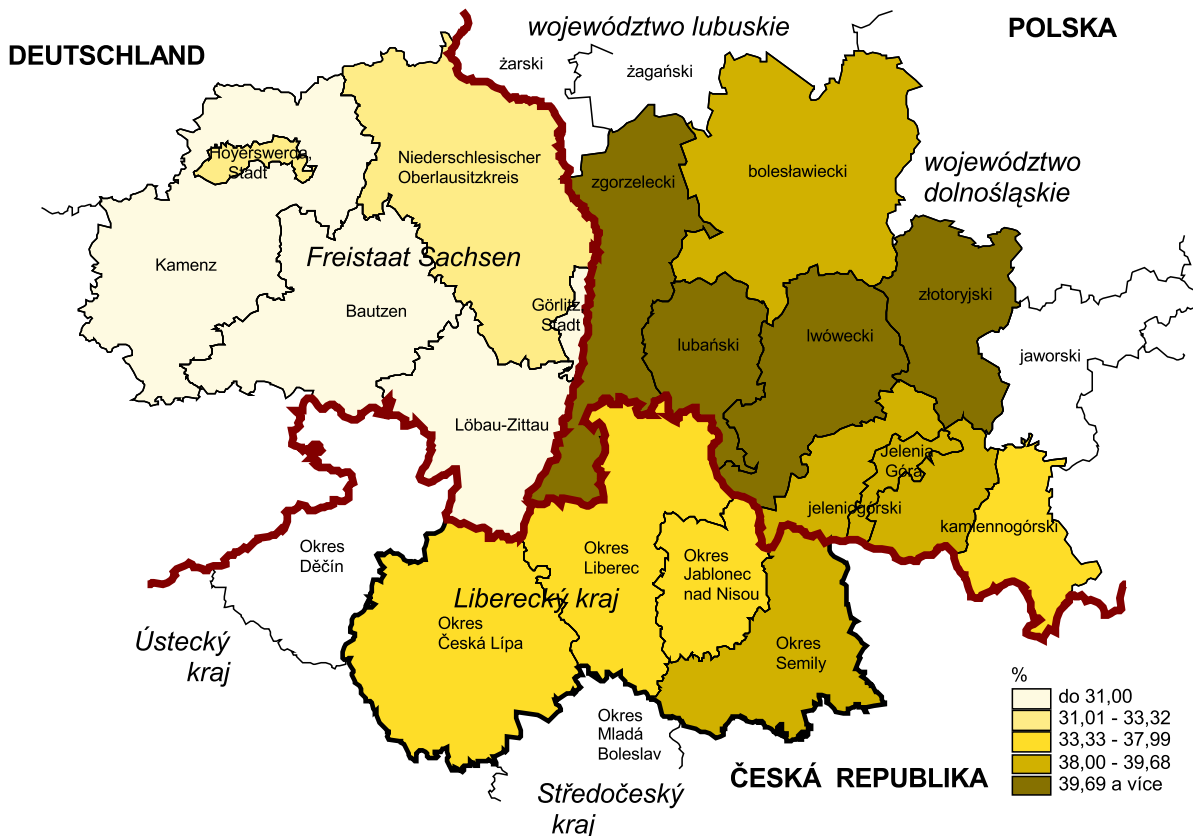 DEUTSCHLAND
województwo lubuskie
POLSKA
żarski
żagański
Hoyerswerda,
Stadt
Niederschlesischer
Oberlausitzkreis
zgorzelecki
bolesławiecki
województwo
dolnośląskie
Kamenz
Freistaat Sachsen
Bautzen
Görlitz
Stadt
złotoryjski
lubański
lwówecki
jaworski
Löbau-Zittau
Jelenia
Góra
jeleniogórski
kamiennogórski
Okres
Děčín
Okres
Liberec
Okres
Jablonec
nad Nisou
Liberecký kraj
Okres
Česká Lípa
Ústecký
kraj
Okres
Semily
Okres
Mladá
Boleslav
Středočeský
kraj
ČESKÁ REPUBLIKA
%
do 31,00
31,01 - 33,32
33,33 - 37,99
38,00 - 39,68
39,69 a více